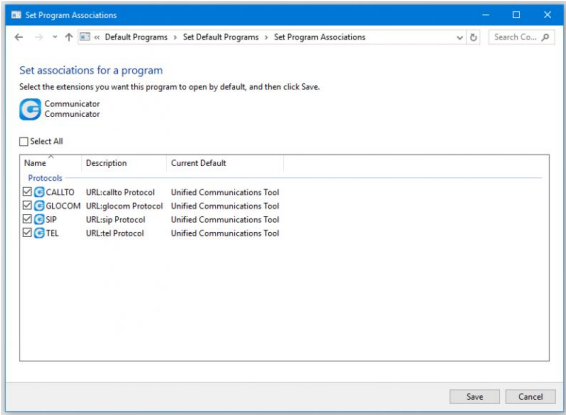 Set Program Associations
« Default Programs > Set Default Programs > Set Program Associations
Search Co...
Set associations for a program
Select the extensions you want this program to open by default, and then click Save.
Communicator
Communicator
Select All
Name Description Current Default
Protocols
CALLTO URL:callto Protocol Unified Communications Tool
GLOCOM URL:glocom Protocol Unified Communications Tool
SIP URL:sip Protocol Unified Communications Tool
TEL URL:tel Protocol Unified Communications Tool
Save Cancel